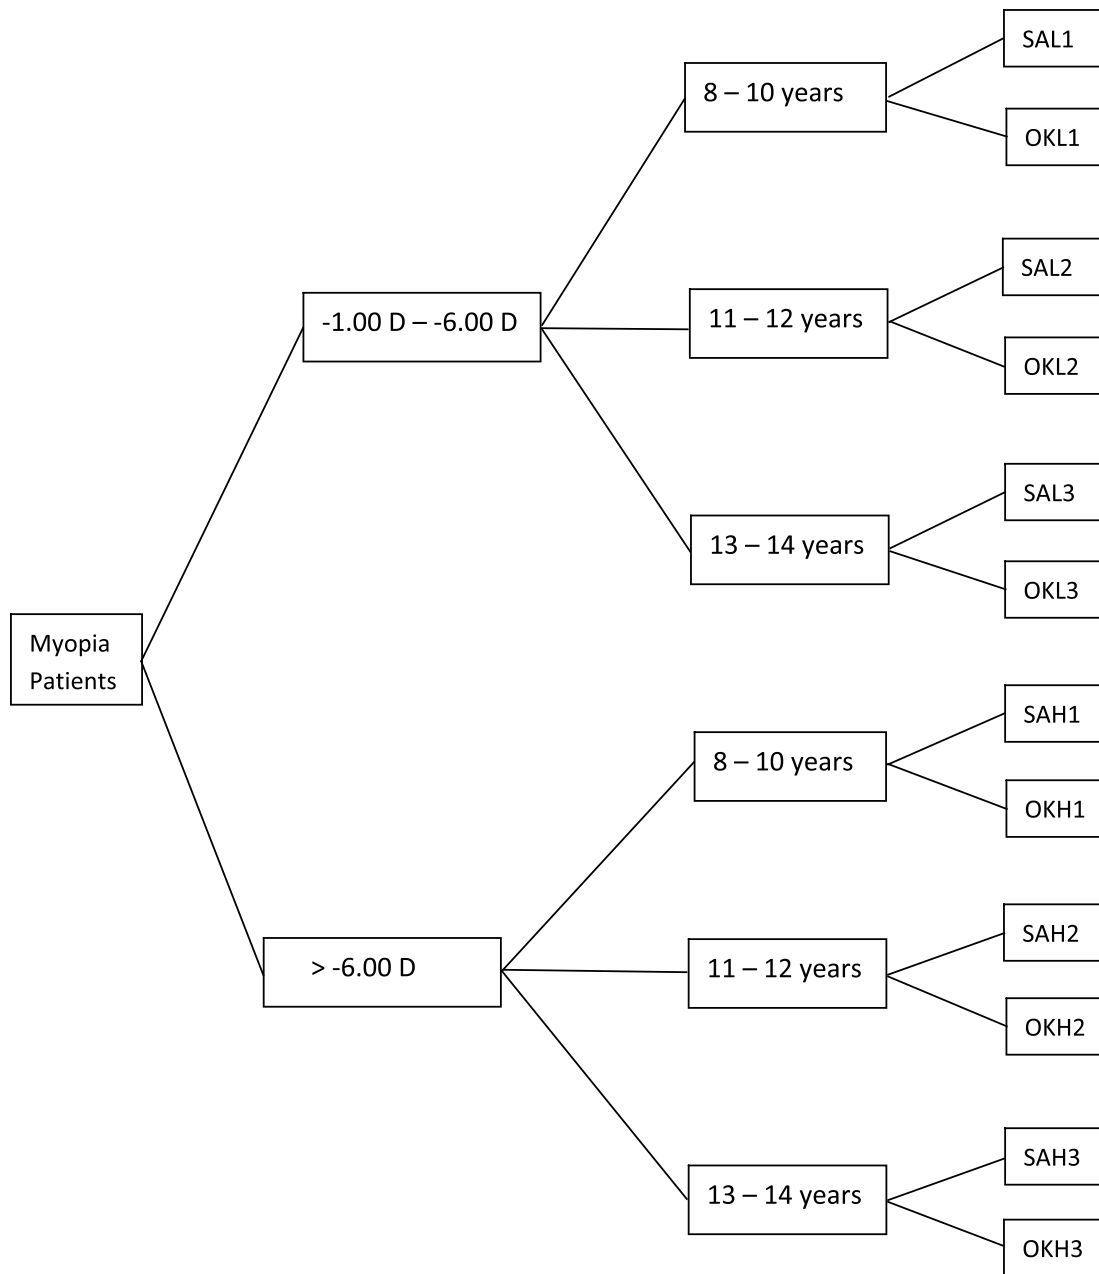 Myopia
Patients
-1.00 D – -6.00 D
8 – 10 years
SAL1
OKL1
11 – 12 years
SAL2
OKL2
13 – 14 years
SAL3
OKL3
> -6.00 D
8 – 10 years
SAH1
OKH1
11 – 12 years
SAH2
OKH2
13 – 14 years
SAH3
OKH3